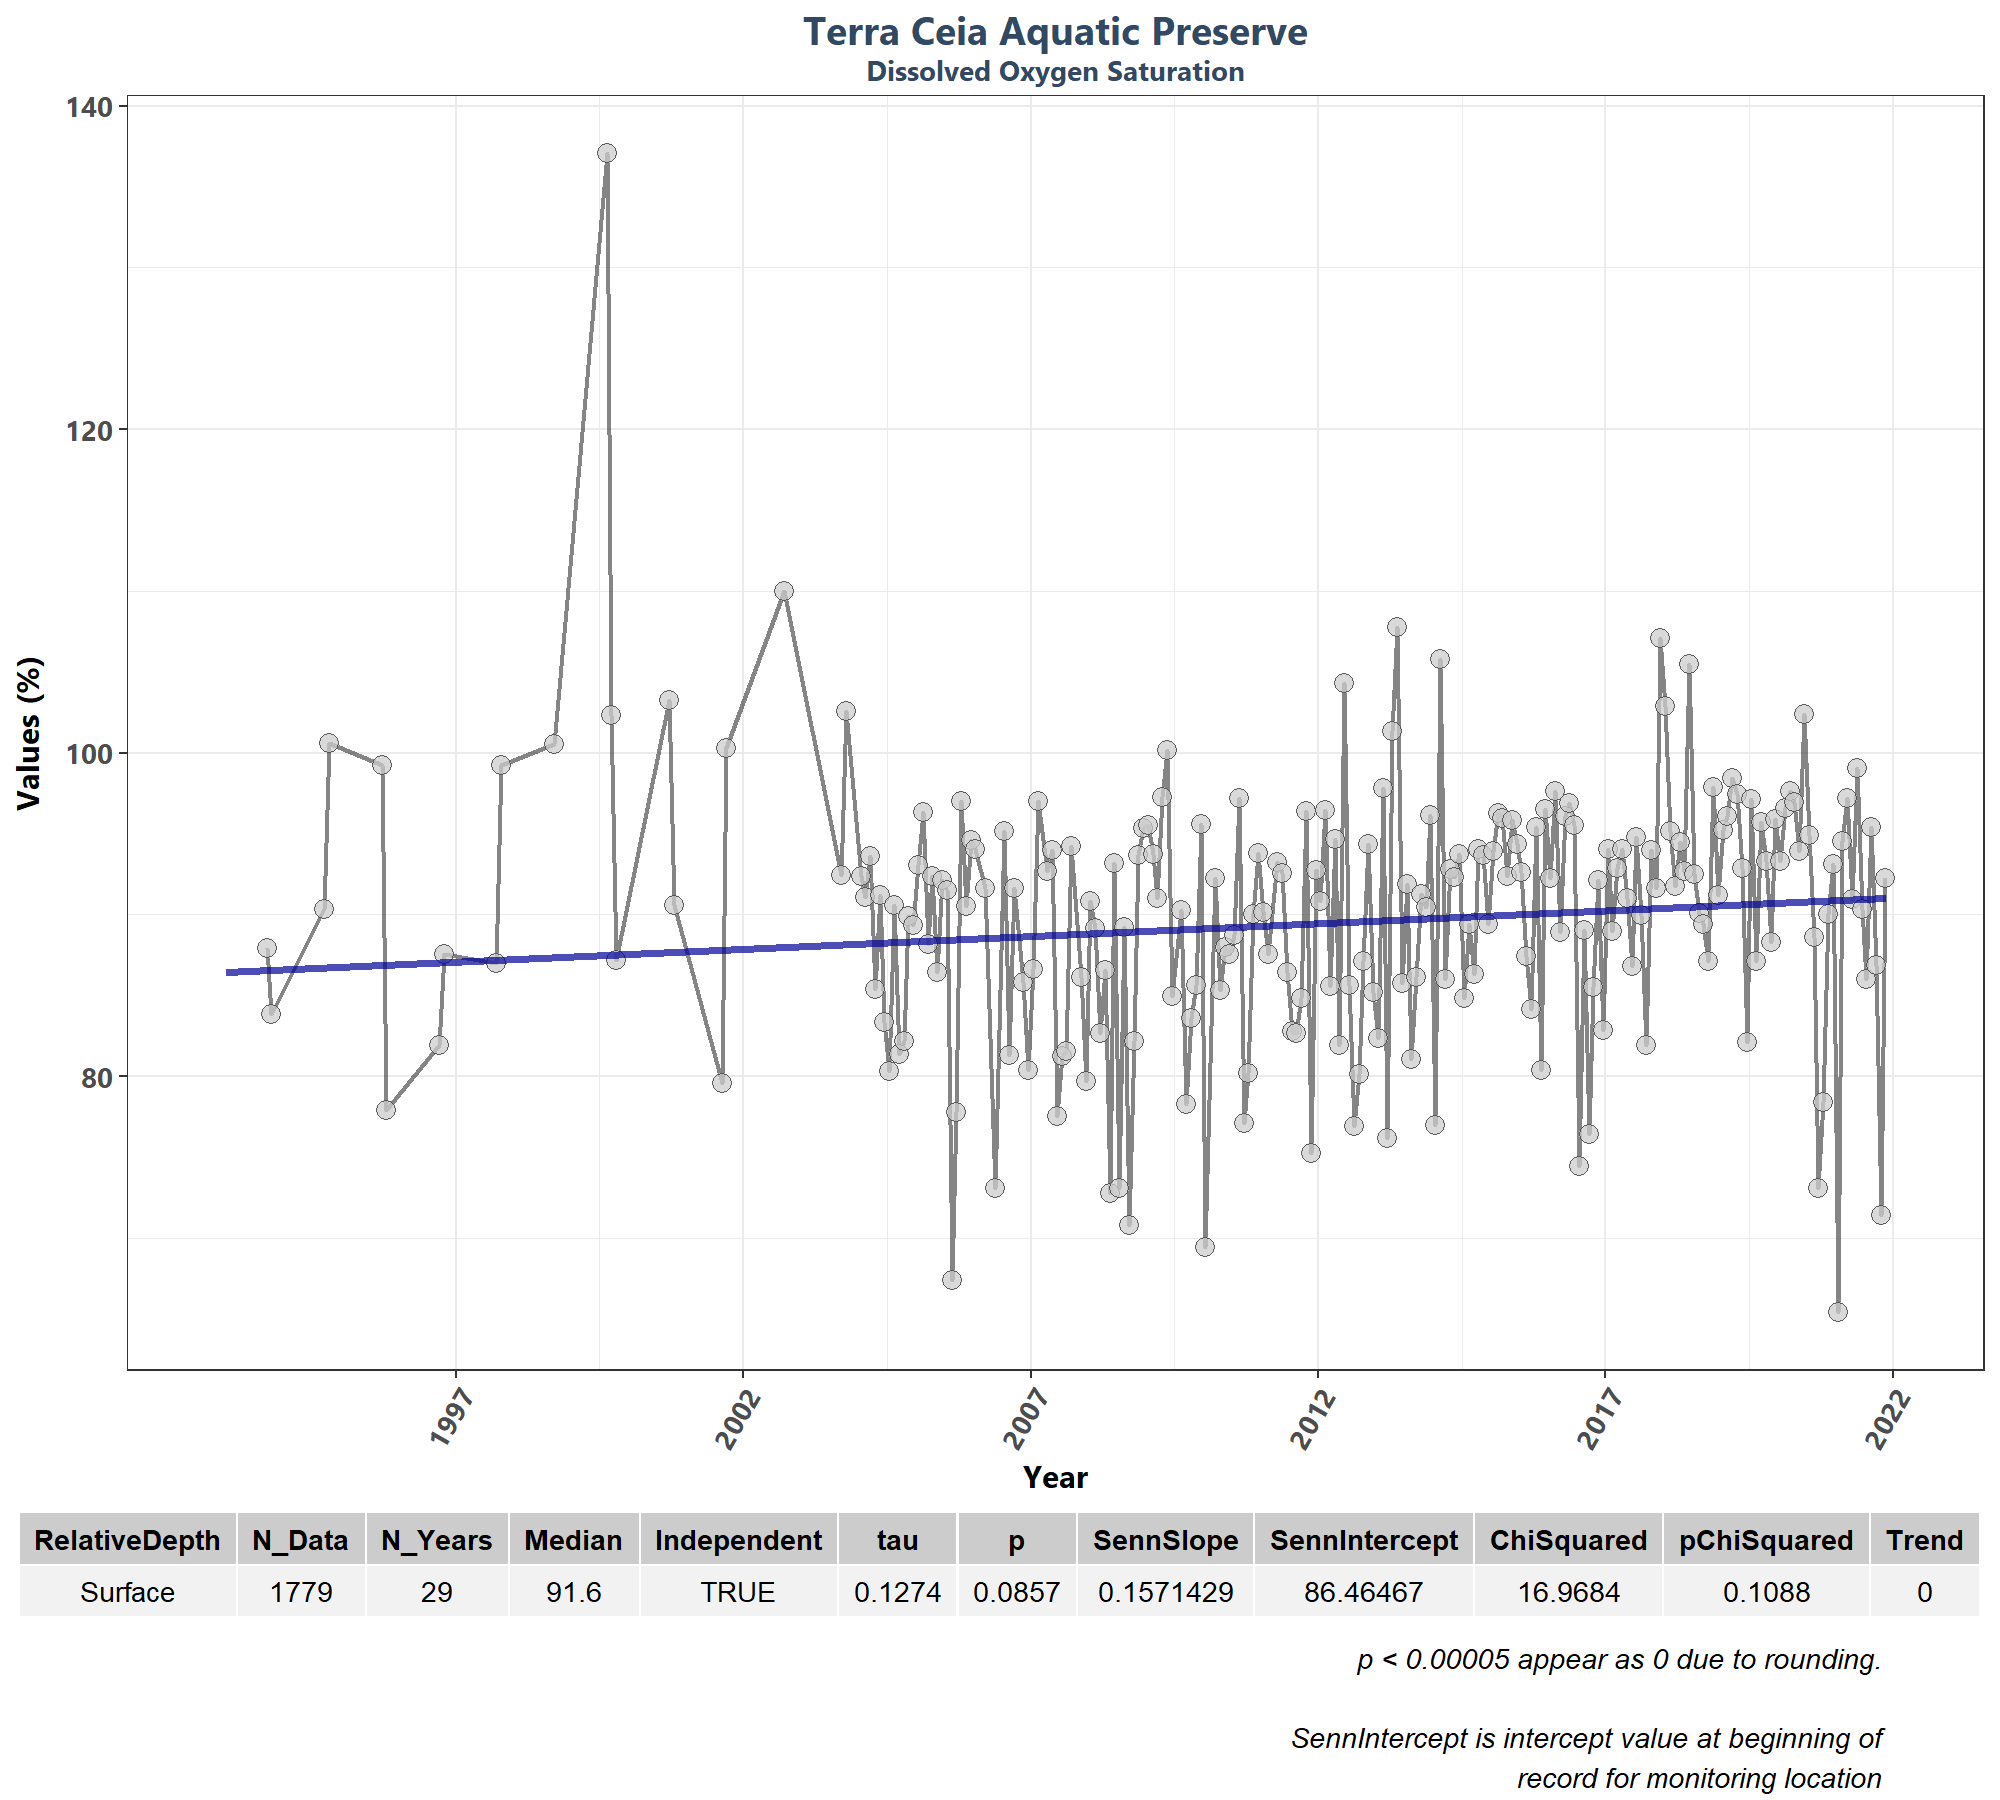 Terra Ceia Aquatic Preserve
Dissolved Oxygen Saturation
140
120
100
80
Values (%)
1997 2002 2007 2012 2017 2022
Year
RelativeDepth N_Data N_Years Median Independent tau p SennSlope SennIntercept ChiSquared pChiSquared Trend
Surface 1779 29 91.6 TRUE 0.1274 0.0857 0.1571429 86.46467 16.9684 0.1088 0
p < 0.00005 appear as 0 due to rounding.
SennIntercept is intercept value at beginning of
record for monitoring location